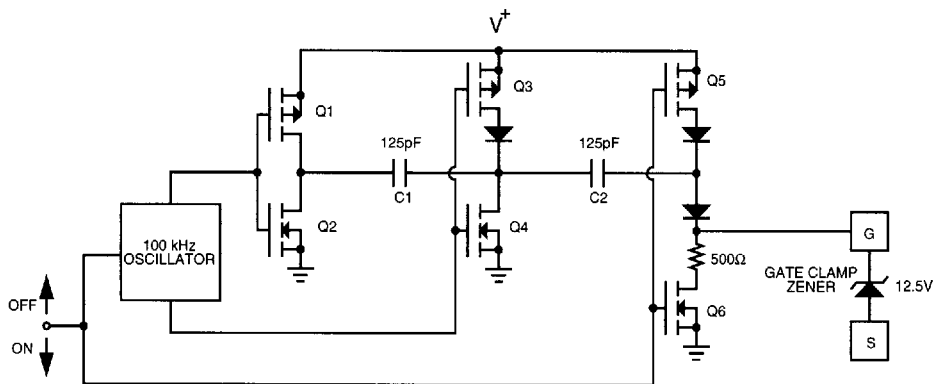 V+
Q1
Q3
Q5
125pF
125pF
C1
C2
Q2
Q4
100 kHz
OSCILLATOR
500Ω
G
GATE CLAMP
ZENER
12.5V
OFF
ON
Q6
S